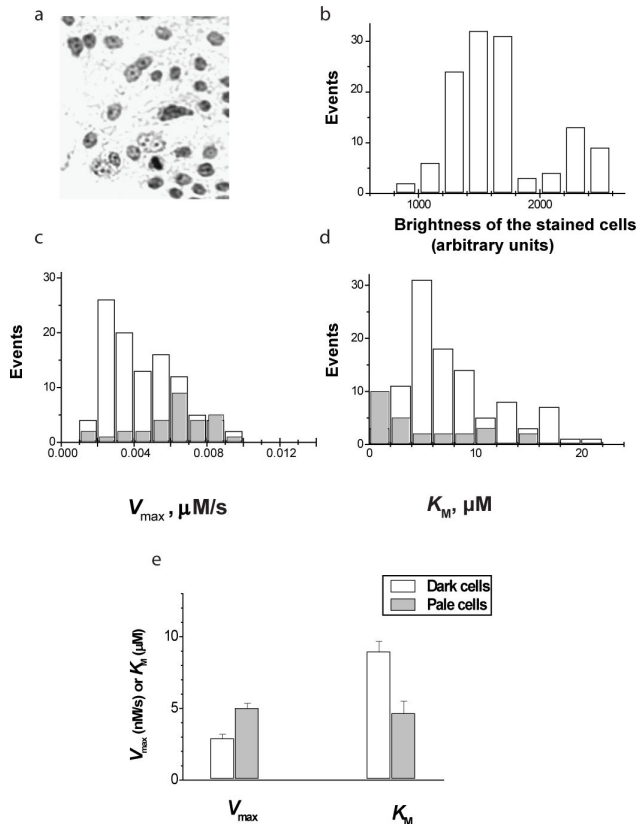 a
b
30
20
10
0
Events
1000 2000
Brightness of the stained cells
(arbitrary units)
c
30
20
10
0
Events
0.000 0.004 0.008 0.012
Vmax, μM/s
d
30
20
10
0
Events
0 10 20
KM, μM
e
Dark cells
Pale cells
10
5
0
Vmax (nM/s) or KM (μM)
Vmax KM